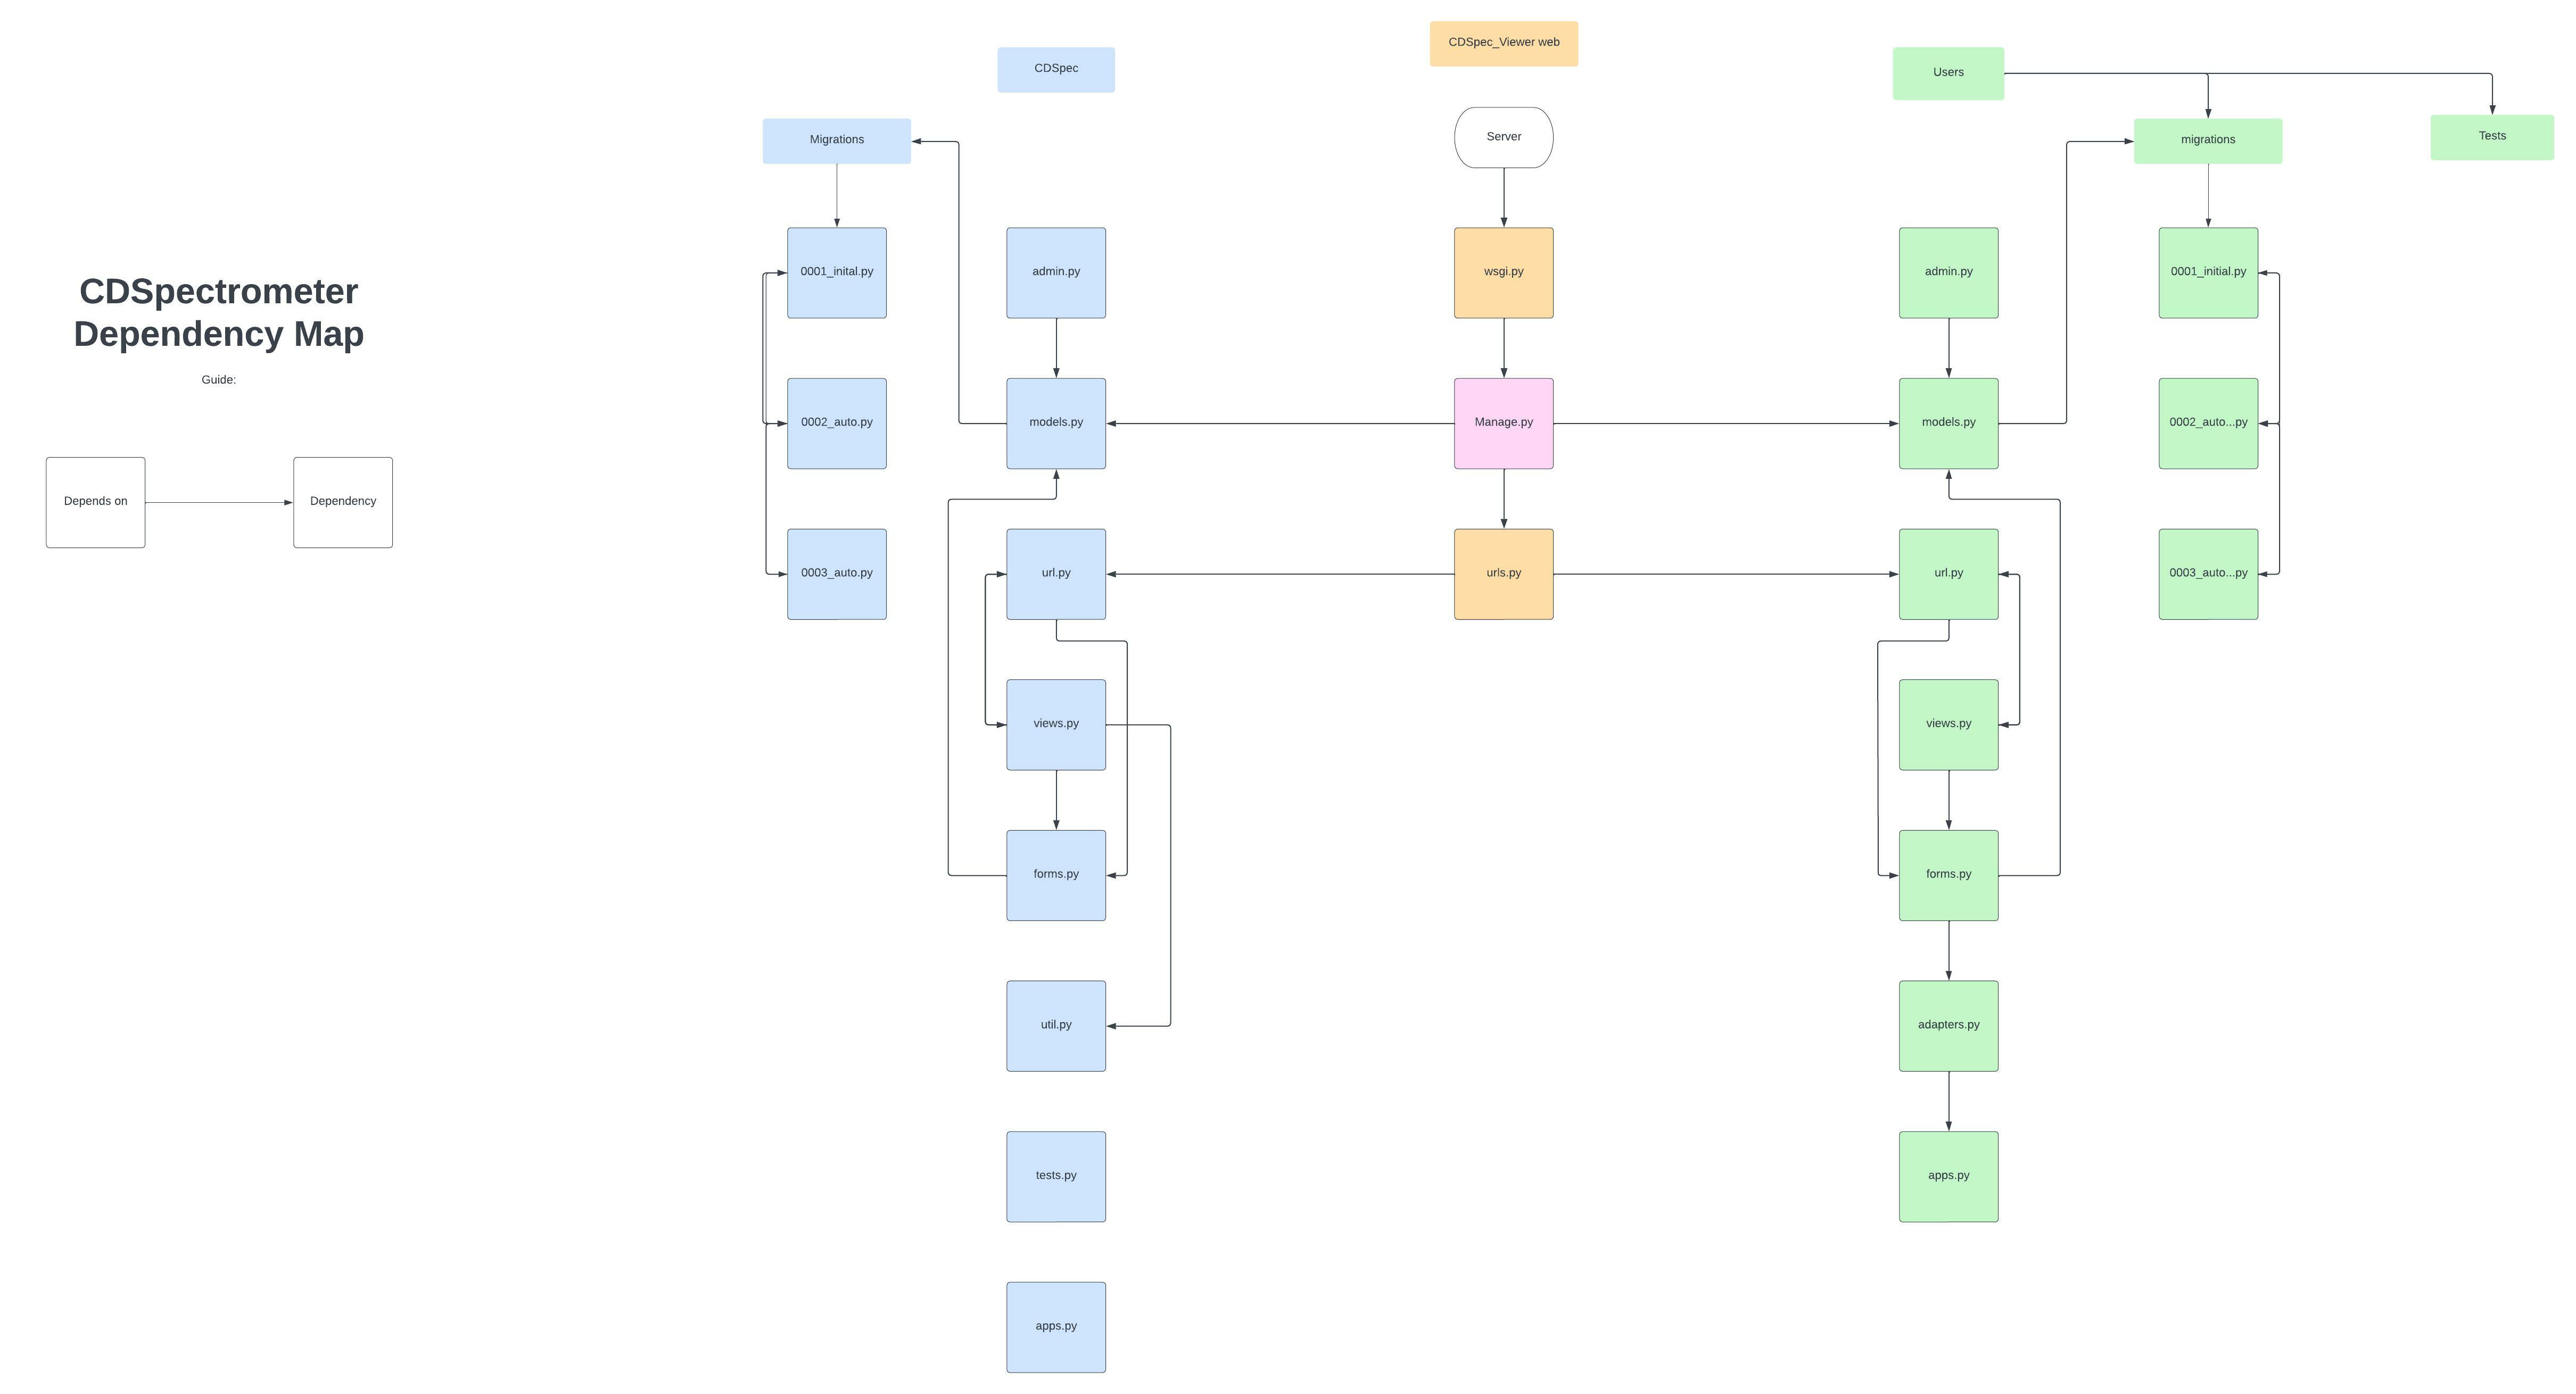 CDSpec_Viewer web
CDSpec
Users
Server
Migrations
migrations
Tests
CDSpectrometer
Dependency Map
Guide:
Depends on
Dependency
0001_inital.py
admin.py
wsgi.py
admin.py
0001_initial.py
0002_auto.py
models.py
Manage.py
models.py
0002_auto...py
0003_auto.py
url.py
urls.py
url.py
0003_auto...py
views.py
views.py
forms.py
forms.py
util.py
adapters.py
tests.py
apps.py
apps.py